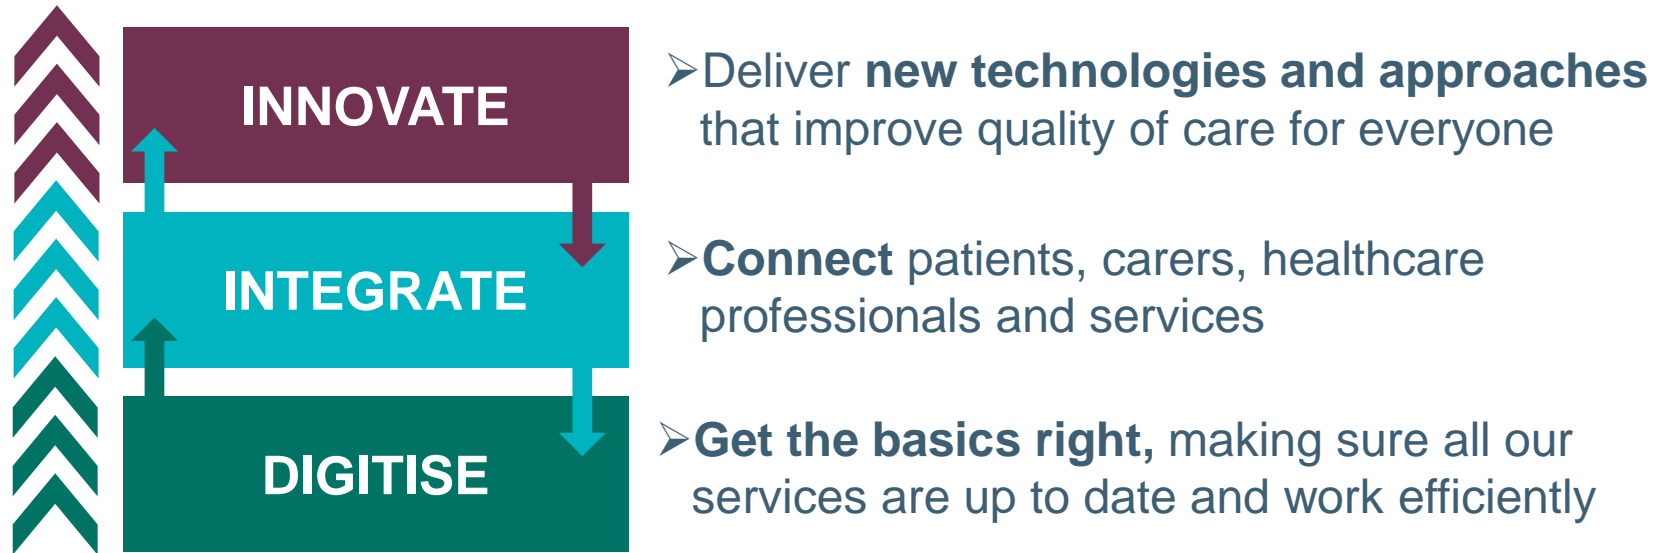 INNOVATE
➢Deliver new technologies and approaches
that improve quality of care for everyone
INTEGRATE
➢Connect patients, carers, healthcare
professionals and services
DIGITISE
➢Get the basics right, making sure all our
services are up to date and work efficiently